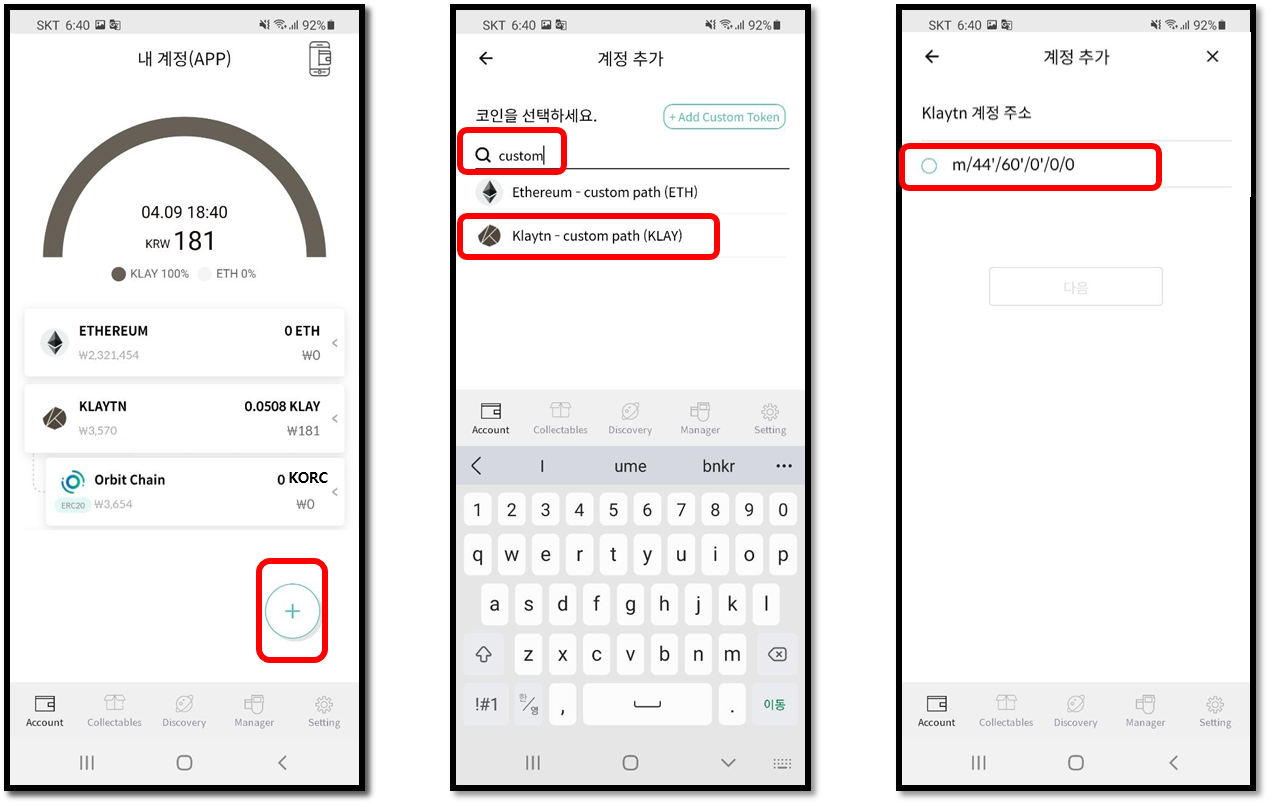 SKT 6:40
92%
내 계정(APP)
04.09 18:40
KRW 181
KLAY 100% ETH 0%
ETHEREUM 0 ETH
₩2,321,454 ₩0
KLAYTN 0.0508 KLAY
₩3,570 ₩181
Orbit Chain 0 KORC
ERC20 ₩3,654 ₩0
+
Account Collectables Discovery Manager Setting
SKT 6:40
92%
계정 추가
코인을 선택하세요.
+ Add Custom Token
custom
Ethereum - custom path (ETH)
Klaytn - custom path (KLAY)
Account Collectables Discovery Manager Setting
I ume bnkr ···
1 2 3 4 5 6 7 8 9 0
q w e r t y u i o p
a s d f g h j k l
z x c v b n m
!#1 한/영 , . 이동
SKT 6:40
92%
계정 추가
Klaytn 계정 주소
m/44'/60'/0'/0/0
다음
Account Collectables Discovery Manager Setting